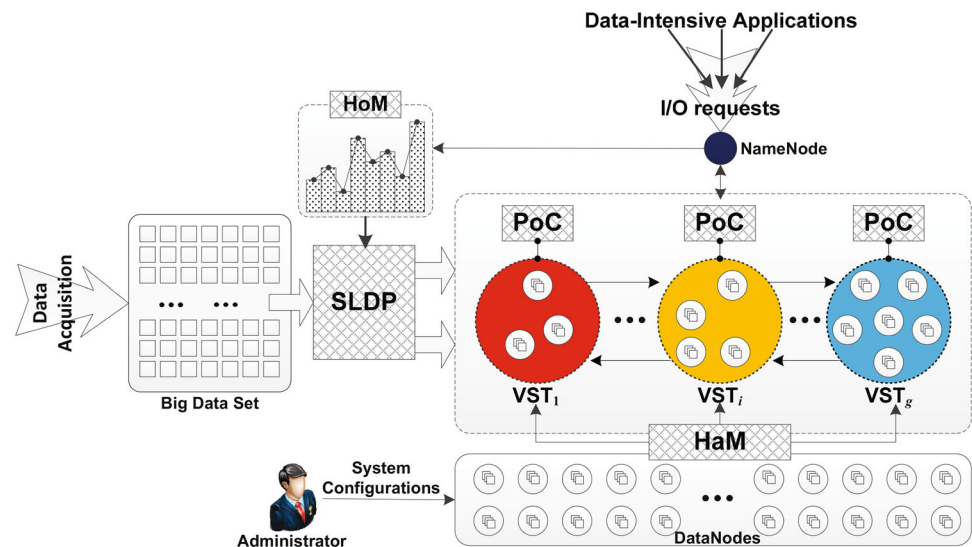 Data-Intensive Applications
I/O requests
HoM
NameNode
PoC
PoC
PoC
Data
Acquisition
SLDP
Big Data Set
VST1
VSTi
VSTg
HaM
System
Configurations
Administrator
DataNodes